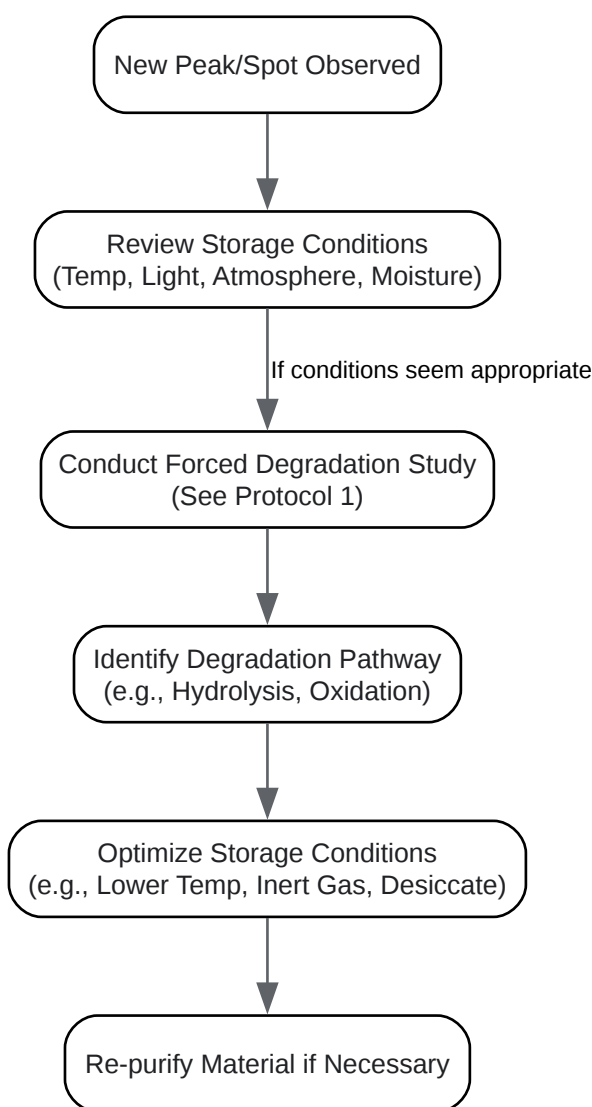 New Peak/Spot Observed
Review Storage Conditions
(Temp, Light, Atmosphere, Moisture)
If conditions seem appropriate
Conduct Forced Degradation Study
(See Protocol 1)
Identify Degradation Pathway
(e.g., Hydrolysis, Oxidation)
Optimize Storage Conditions
(e.g., Lower Temp, Inert Gas, Desiccate)
Re-purify Material if Necessary